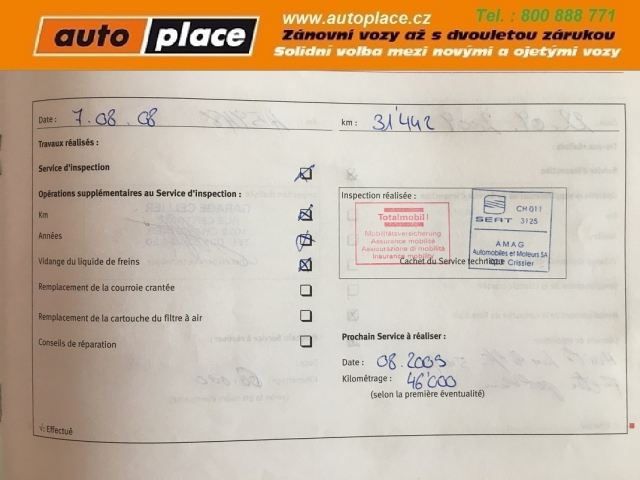 auto place
www.autoplace.cz
Tel. : 800 888 771
Zánovní vozy až s dvouletou zárukou
Solidní volba mezi novými a ojetými vozy
Date : 7.08.08
km : 31'442
Travaux réalisés :
Service d'inspection
Opérations supplémentaires au Service d'inspection :
Km
Années
Vidange du liquide de freins
Remplacement de la courroie crantée
Remplacement de la cartouche du filtre à air
Conseils de réparation
√: Effectué
Inspection réalisée :
Totalmobil!
Mobilitätsversicherung
Assurance mobilité
Assicurazione di mobilità
Insurance mobility
SEAT
CH 011
3125
AMAG
Automobiles et Moteurs SA
Crissier
Cachet du Service technique
Prochain Service à réaliser :
Date : 08.2009
Kilométrage : 46'000
(selon la première éventualité)